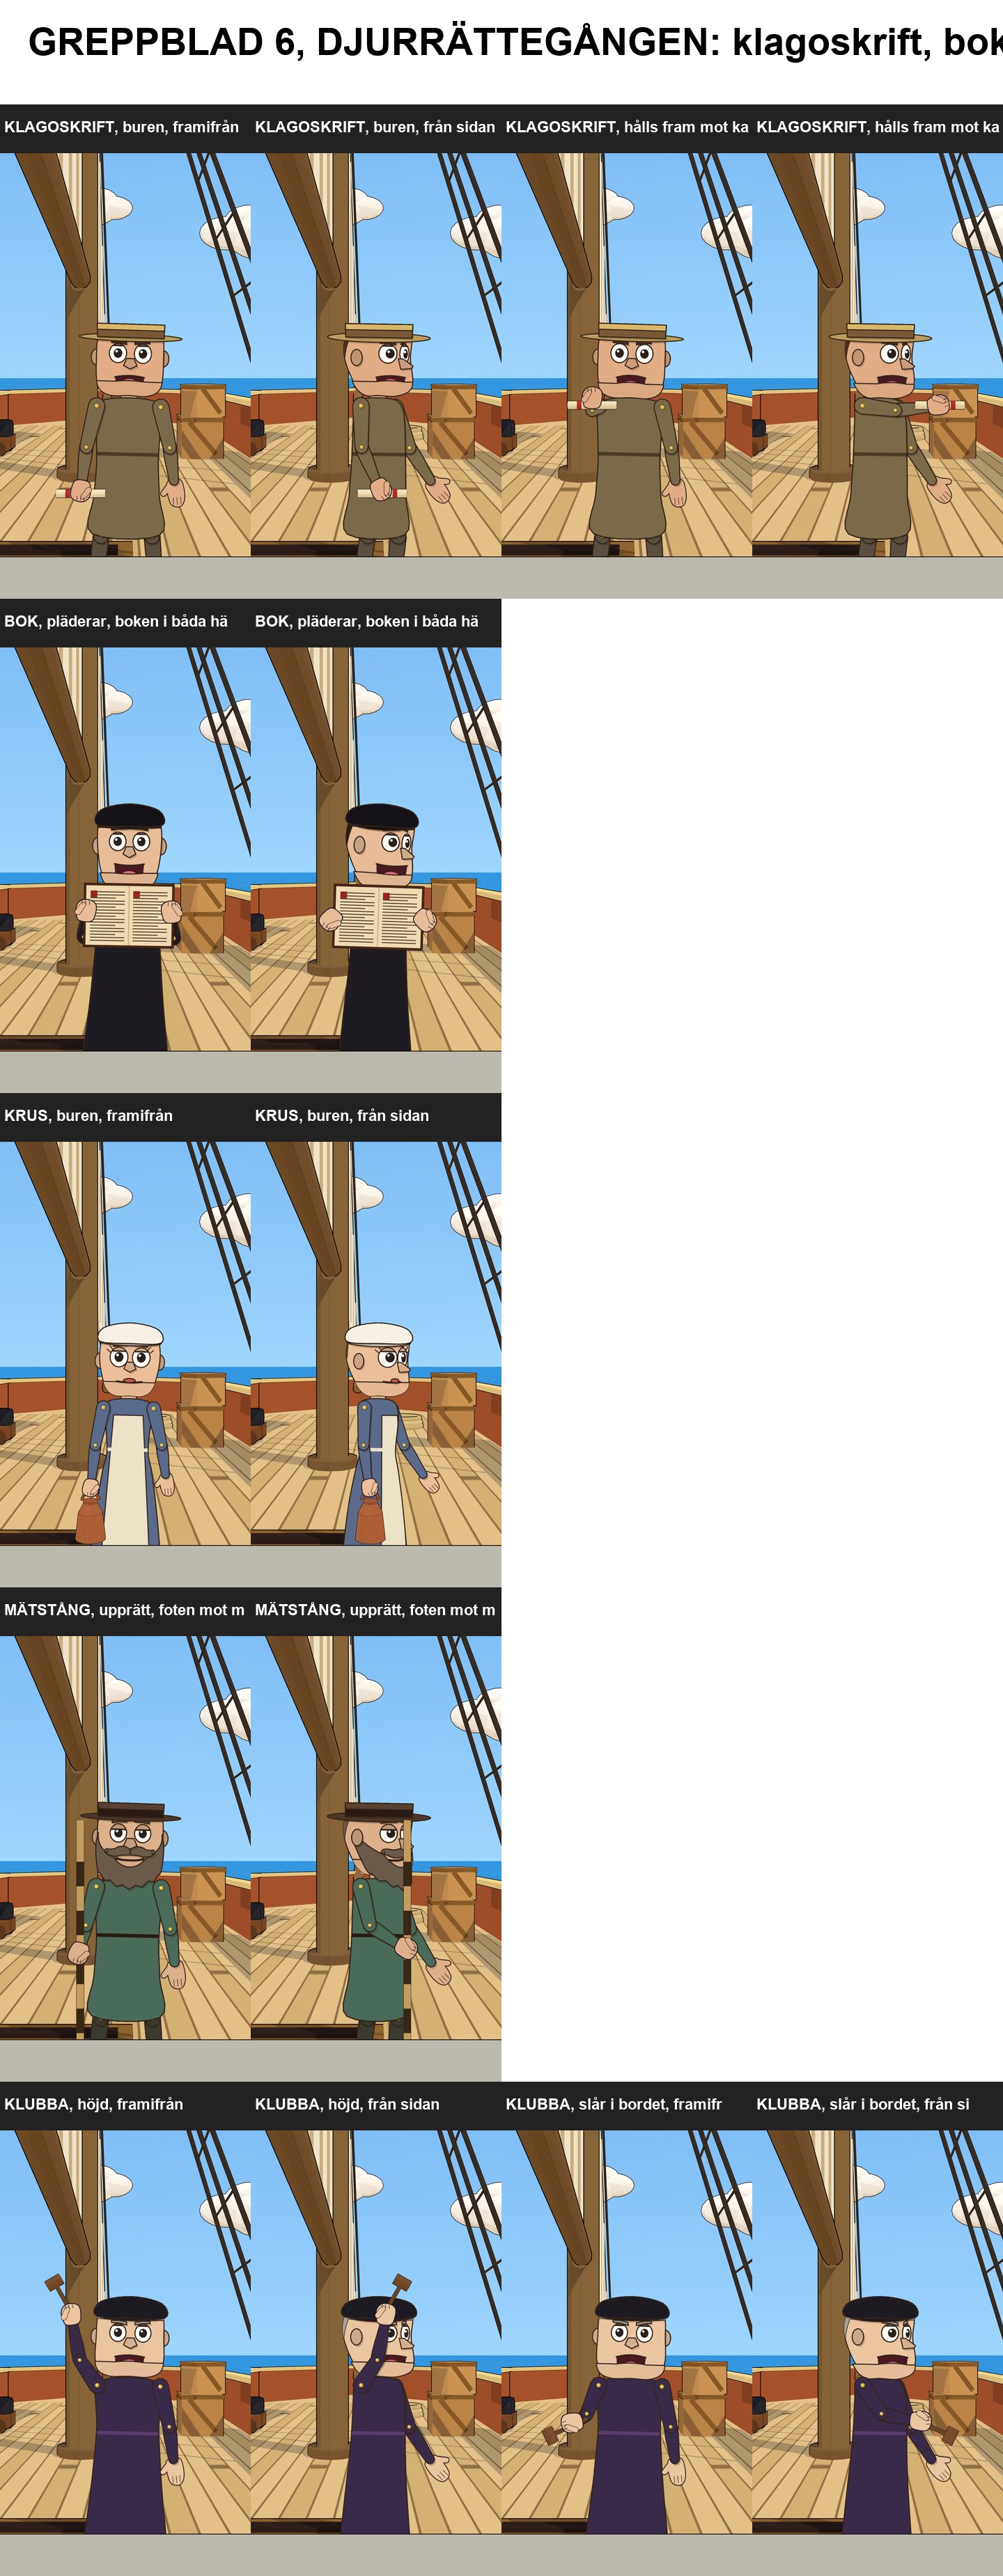 GREPPBLAD 6, DJURRÄTTEGÅNGEN: klagoskrift, bok
KLAGOSKRIFT, buren, framifrån
KLAGOSKRIFT, buren, från sidan
KLAGOSKRIFT, hålls fram mot ka
KLAGOSKRIFT, hålls fram mot ka
BOK, pläderar, boken i båda hä
BOK, pläderar, boken i båda hä
KRUS, buren, framifrån
KRUS, buren, från sidan
MÄTSTÅNG, upprätt, foten mot m
MÄTSTÅNG, upprätt, foten mot m
KLUBBA, höjd, framifrån
KLUBBA, höjd, från sidan
KLUBBA, slår i bordet, framifr
KLUBBA, slår i bordet, från si